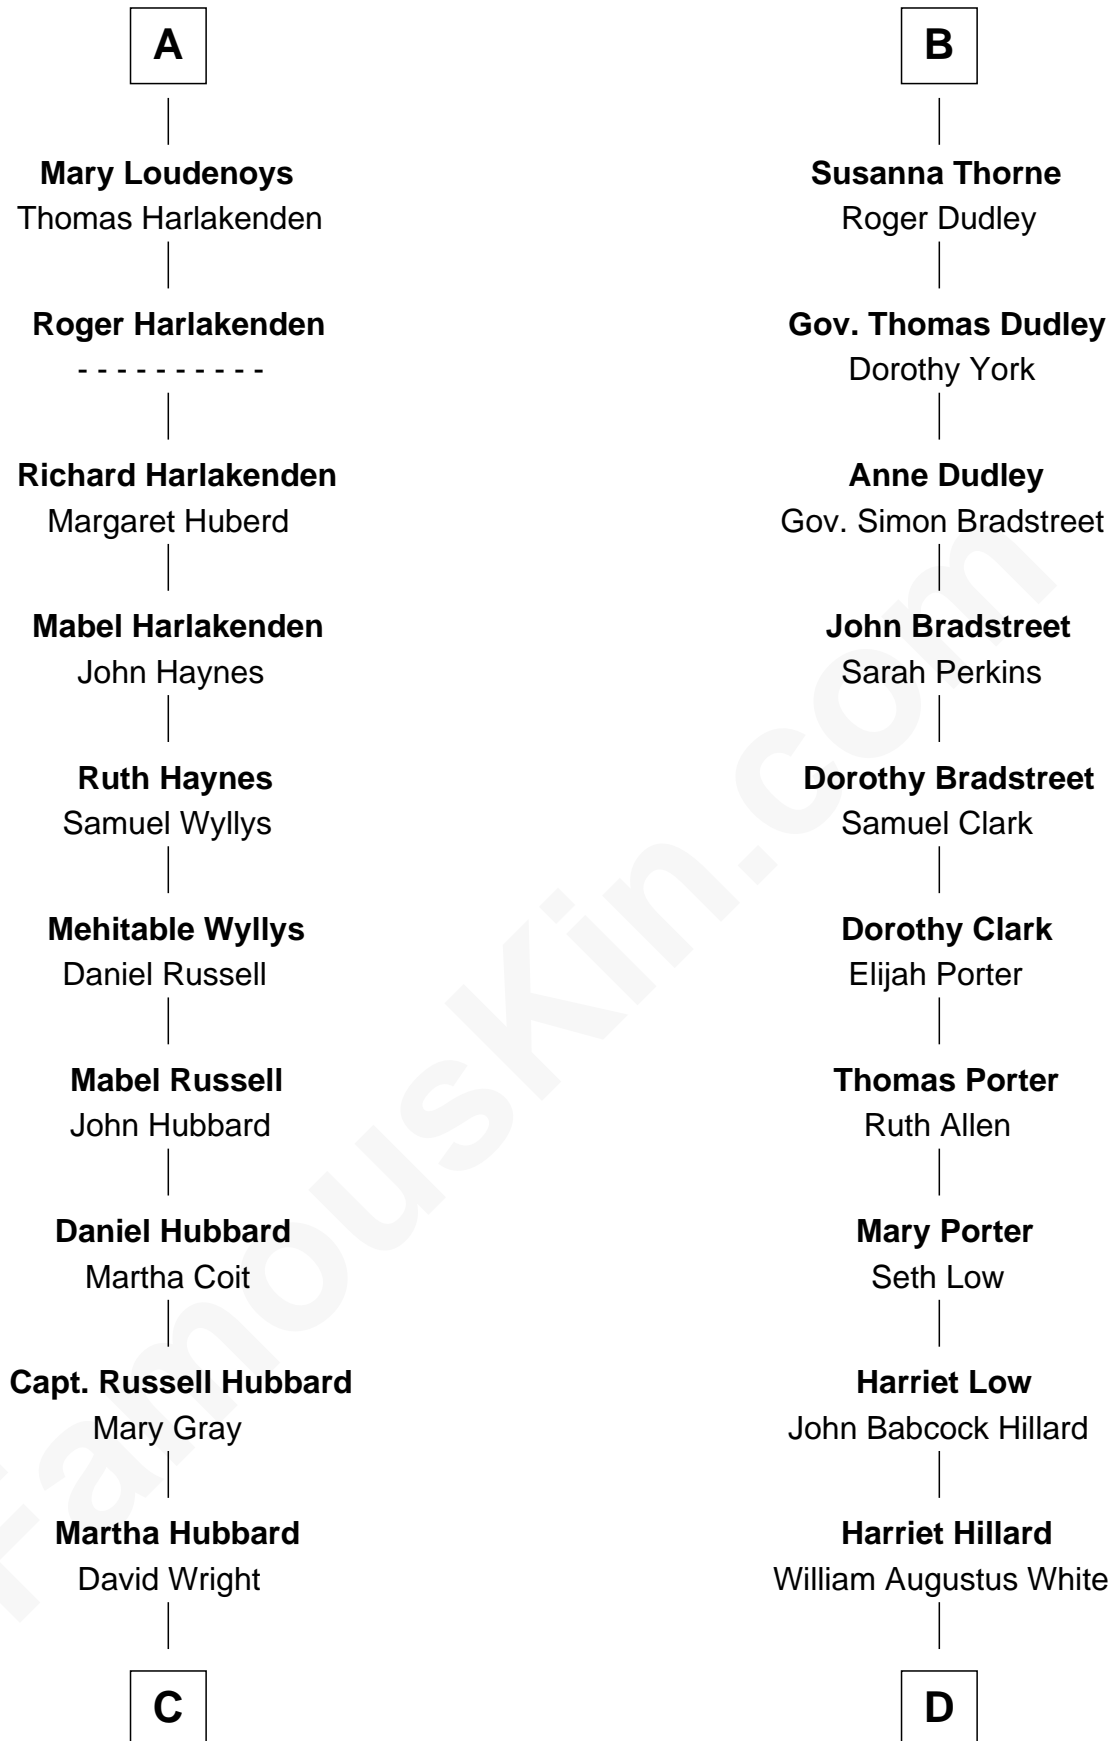 A
Mary Loudenoys
Thomas Harlakenden
Roger Harlakenden
- - - - - - - - - -
Richard Harlakenden
Margaret Huberd
Mabel Harlakenden
John Haynes
Ruth Haynes
Samuel Wyllys
Mehitable Wyllys
Daniel Russell
Mabel Russell
John Hubbard
Daniel Hubbard
Martha Coit
Capt. Russell Hubbard
Mary Gray
Martha Hubbard
David Wright
C
B
Susanna Thorne
Roger Dudley
Gov. Thomas Dudley
Dorothy York
Anne Dudley
Gov. Simon Bradstreet
John Bradstreet
Sarah Perkins
Dorothy Bradstreet
Samuel Clark
Dorothy Clark
Elijah Porter
Thomas Porter
Ruth Allen
Mary Porter
Seth Low
Harriet Low
John Babcock Hillard
Harriet Hillard
William Augustus White
D
FamousKin.com